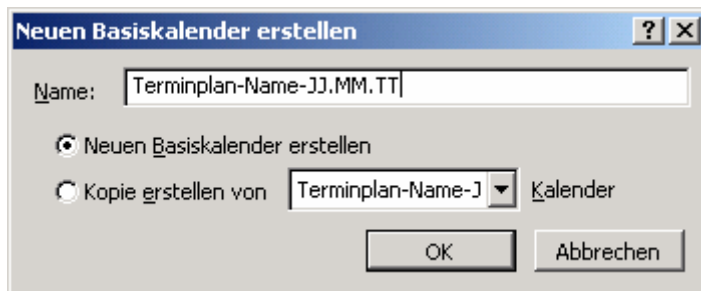 Neuen Basiskalender erstellen
Name: Terminplan-Name-JJ.MM.TT
Neuen Basiskalender erstellen
Kopie erstellen von Terminplan-Name-J Kalender
OK Abbrechen